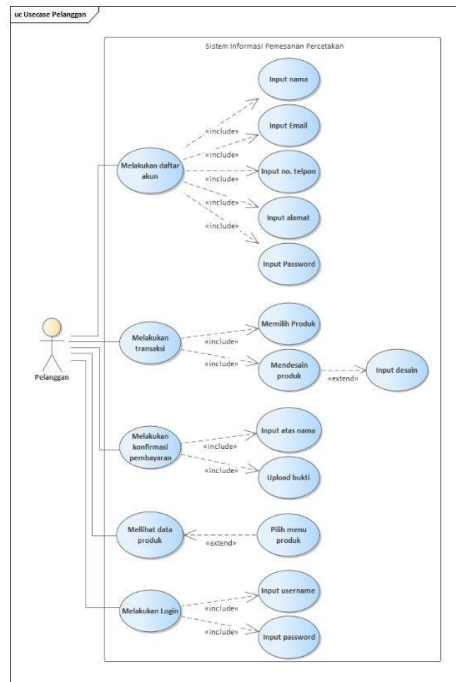 uc Usecase Pelanggan
Sistem Informasi Pemesanan Percetakan
Input nama
«include»
Input Email
«include»
Melakukan daftar
akun
«include»
Input no. telpon
«include»
Input alamat
«include»
Input Password
Pelanggan
Melakukan
transaksi
«include»
Memilih Produk
«include»
Mendesain
produk
«extend»
Input desain
Melakukan
konfirmasi
pembayaran
«include»
Input atas nama
«include»
Upload bukti
Mellihat data
produk
«extend»
Pilih menu
produk
Melakukan Login
«include»
Input username
«include»
Input password